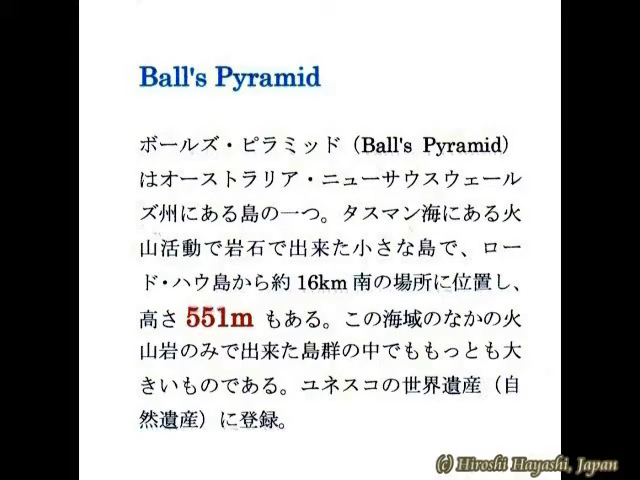 Ball's Pyramid
ボールズ・ピラミッド（Ball's Pyramid）
はオーストラリア・ニューサウスウェール
ズ州にある島の一つ。タスマン海にある火
山活動で岩石で出来た小さな島で、ロー
ド・ハウ島から約 16km 南の場所に位置し、
高さ 551m もある。この海域のなかの火
山岩のみで出来た島群の中でももっとも大
きいものである。ユネスコの世界遺産（自
然遺産）に登録。
(c) Hiroshi Hayashi, Japan